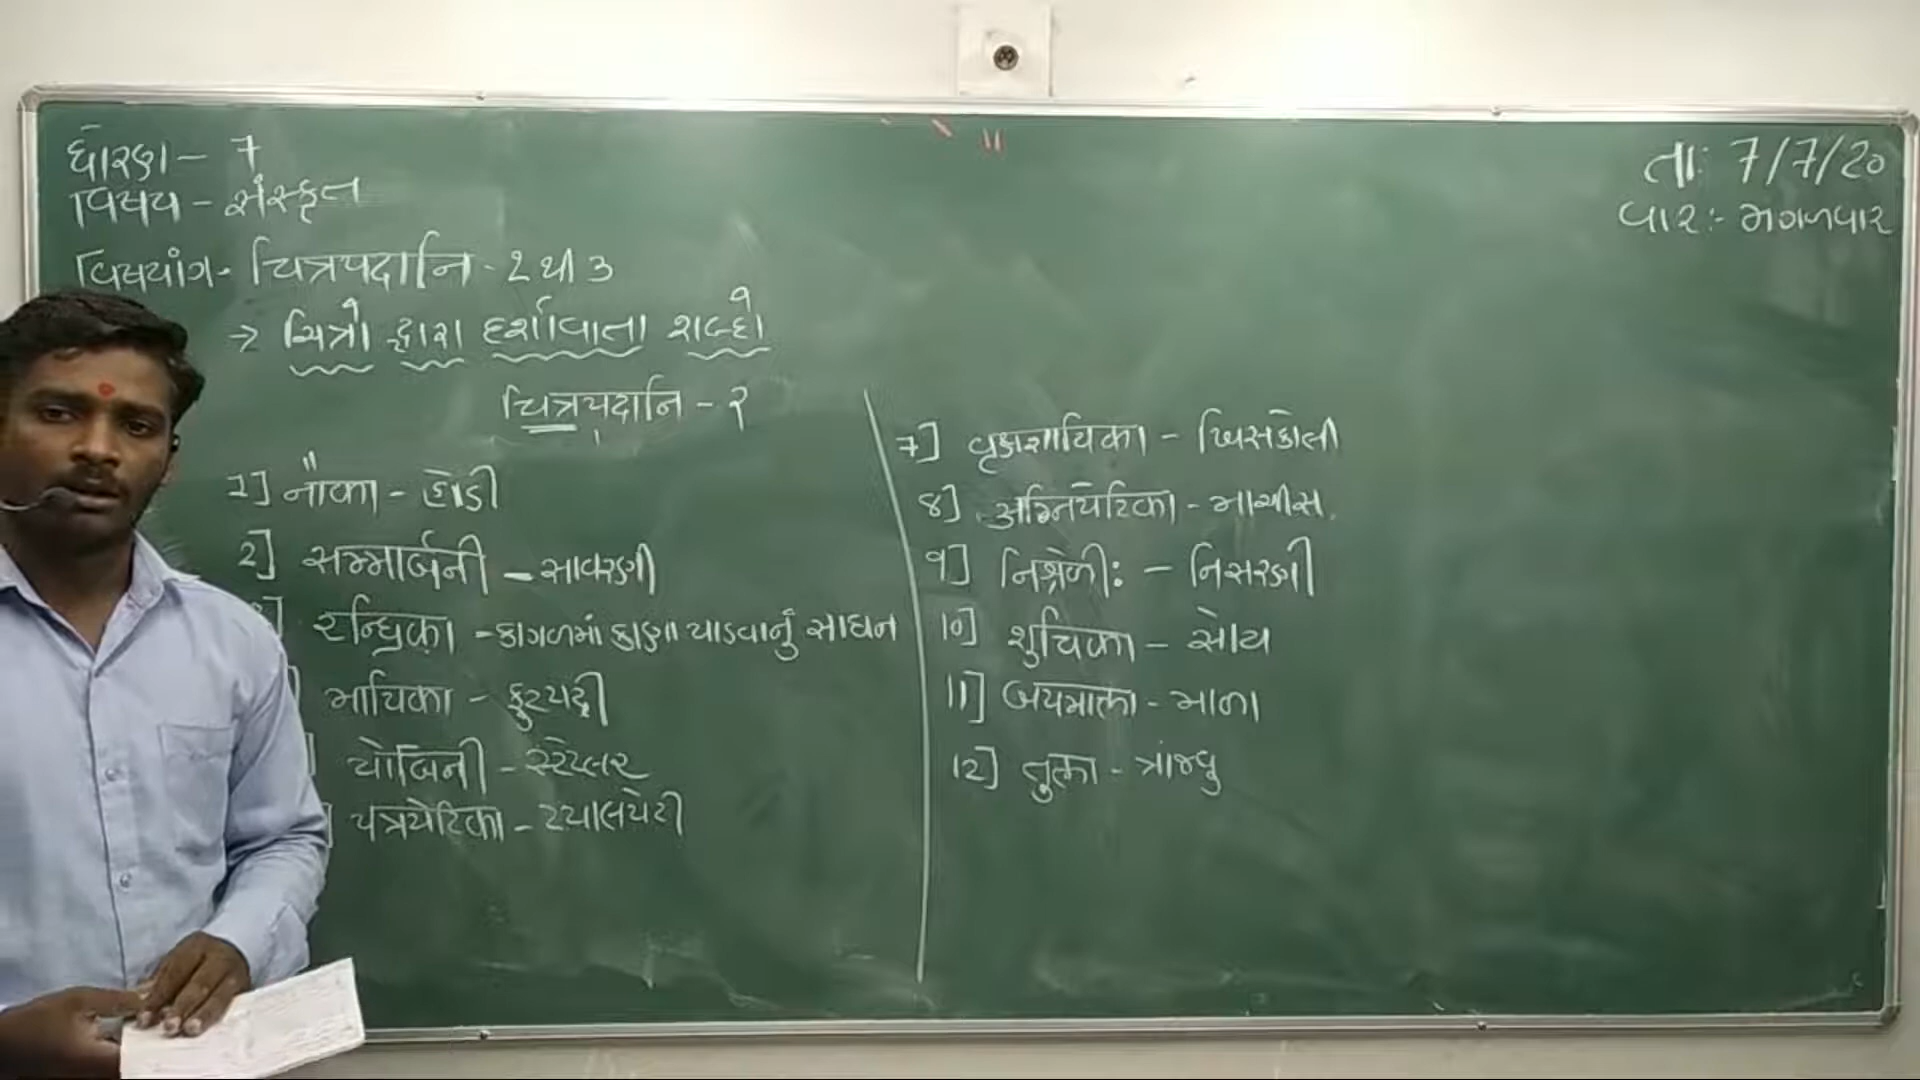 ધોરણ - 7
વિષય - સંસ્કૃત
વિષયાંગ - चित्रपदानि - 2 થી 3
→ ચિત્રો દ્વારા દર્શાવાતા શબ્દો
चित्रपदानि - २
1] नौका - હોડી
2] सम्मार्जनी - સાવરણી
रन्ध्रिका - કાગળમાં કાણા પાડવાનું સાધન
मापिका - ફુટપટ્ટી
योजिनी - સ્ટેપ્લર
पत्रपेटिका - ટપાલપેટી
તા: 7/7/20
વાર:- મગળવાર
7] वृक्षशायिका - ખિસકોલી
8] अग्निपेटिका - માચીસ.
9] निश्रेणी: - નિસરણી
10] शुचिका - સોય
11] जपमाला - માળા
12] तुला - ત્રાજવુ